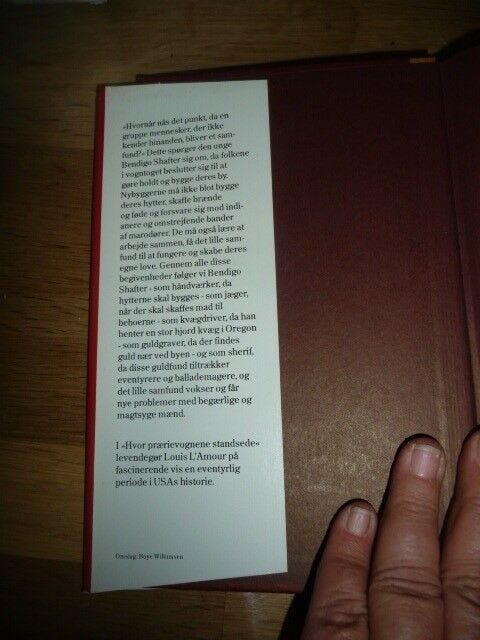 »Hvornår nås det punkt, da en
gruppe mennesker, der ikke
kender hinanden, bliver et sam-
fund?« Dette spørger den unge
Bendigo Shafter sig om, da folkene
i vogntoget beslutter sig til at
gøre holdt og bygge deres by.
Nybyggerne må ikke blot bygge
deres hytter, skaffe brænde
og føde og forsvare sig mod indi-
anere og omstrejfende bander
af marodører. De må også lære at
arbejde sammen, få det lille sam-
fund til at fungere og skabe deres
egne love. Gennem alle disse
begivenheder følger vi Bendigo
Shafter - som håndværker, da
hytterne skal bygges - som jæger,
når der skal skaffes mad til
beboerne - som kvægdriver, da han
henter en stor hjord kvæg i Oregon
- som guldgraver, da der findes
guld nær ved byen - og som sherif,
da disse guldfund tiltrækker
eventyrere og ballademagere, og
det lille samfund vokser og får
nye problemer med begærlige og
magtsyge mænd.
I »Hvor prærievognene standsede«
levendegør Louis L'Amour på
fascinerende vis en eventyrlig
periode i USAs historie.
Omslag: Boye Willumsen